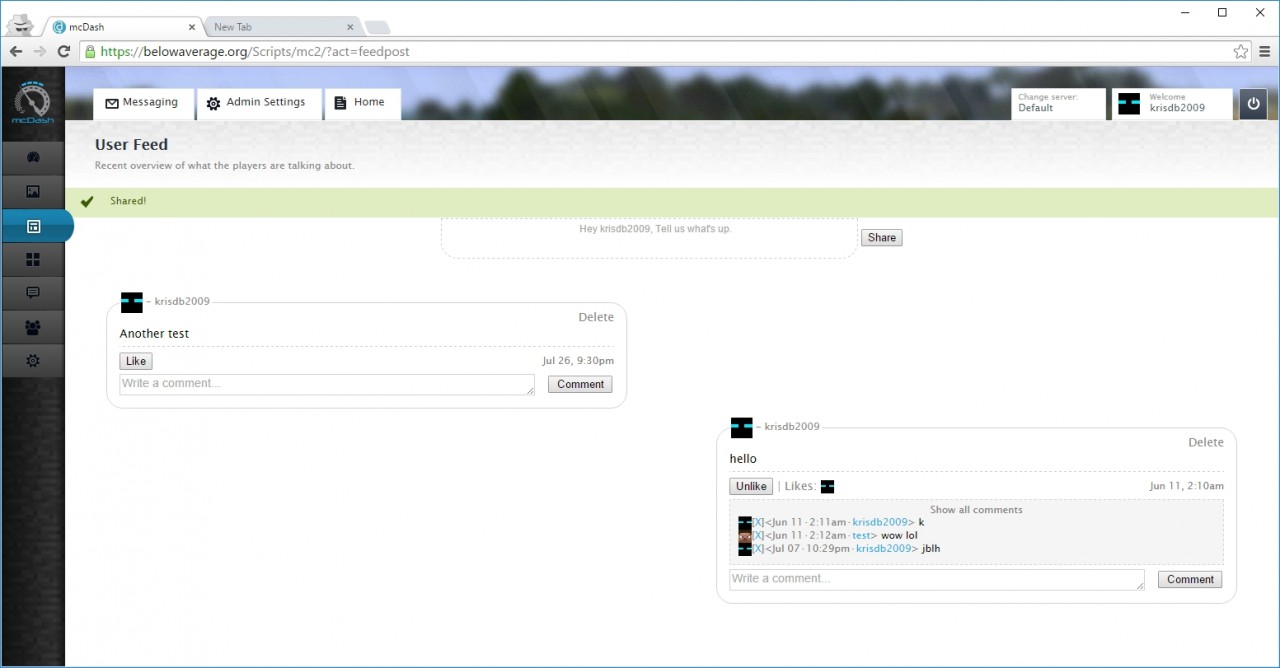 mcDash
New Tab
https://belowaverage.org/Scripts/mc2/?act=feedpost
mcDash
Messaging
Admin Settings
Home
Change server:
Default
Welcome
krisdb2009
User Feed
Recent overview of what the players are talking about.
Shared!
Hey krisdb2009, Tell us what's up.
Share
~ krisdb2009
Delete
Another test
Like
Jul 26, 9:30pm
Write a comment...
Comment
~ krisdb2009
Delete
hello
Unlike | Likes:
Jun 11, 2:10am
Show all comments
[X]<Jun 11 · 2:11am · krisdb2009> k
[X]<Jun 11 · 2:12am · test> wow lol
[X]<Jul 07 · 10:29pm · krisdb2009> jblh
Write a comment...
Comment